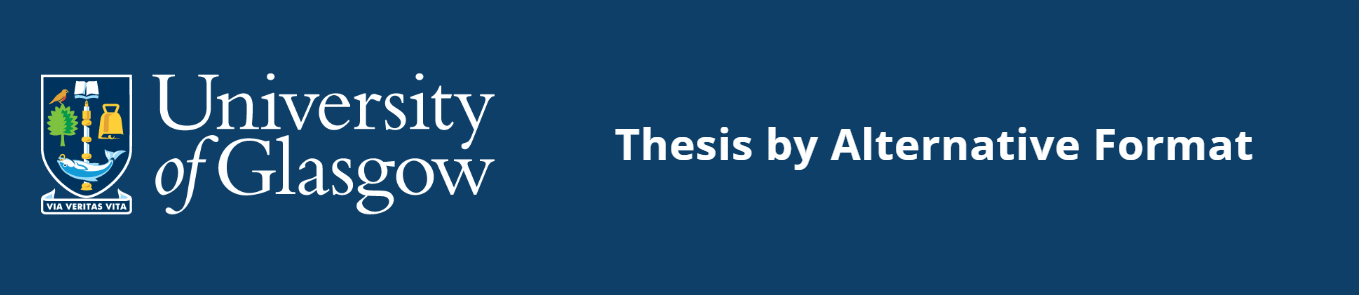 University
of Glasgow
VIA VERITAS VITA
Thesis by Alternative Format